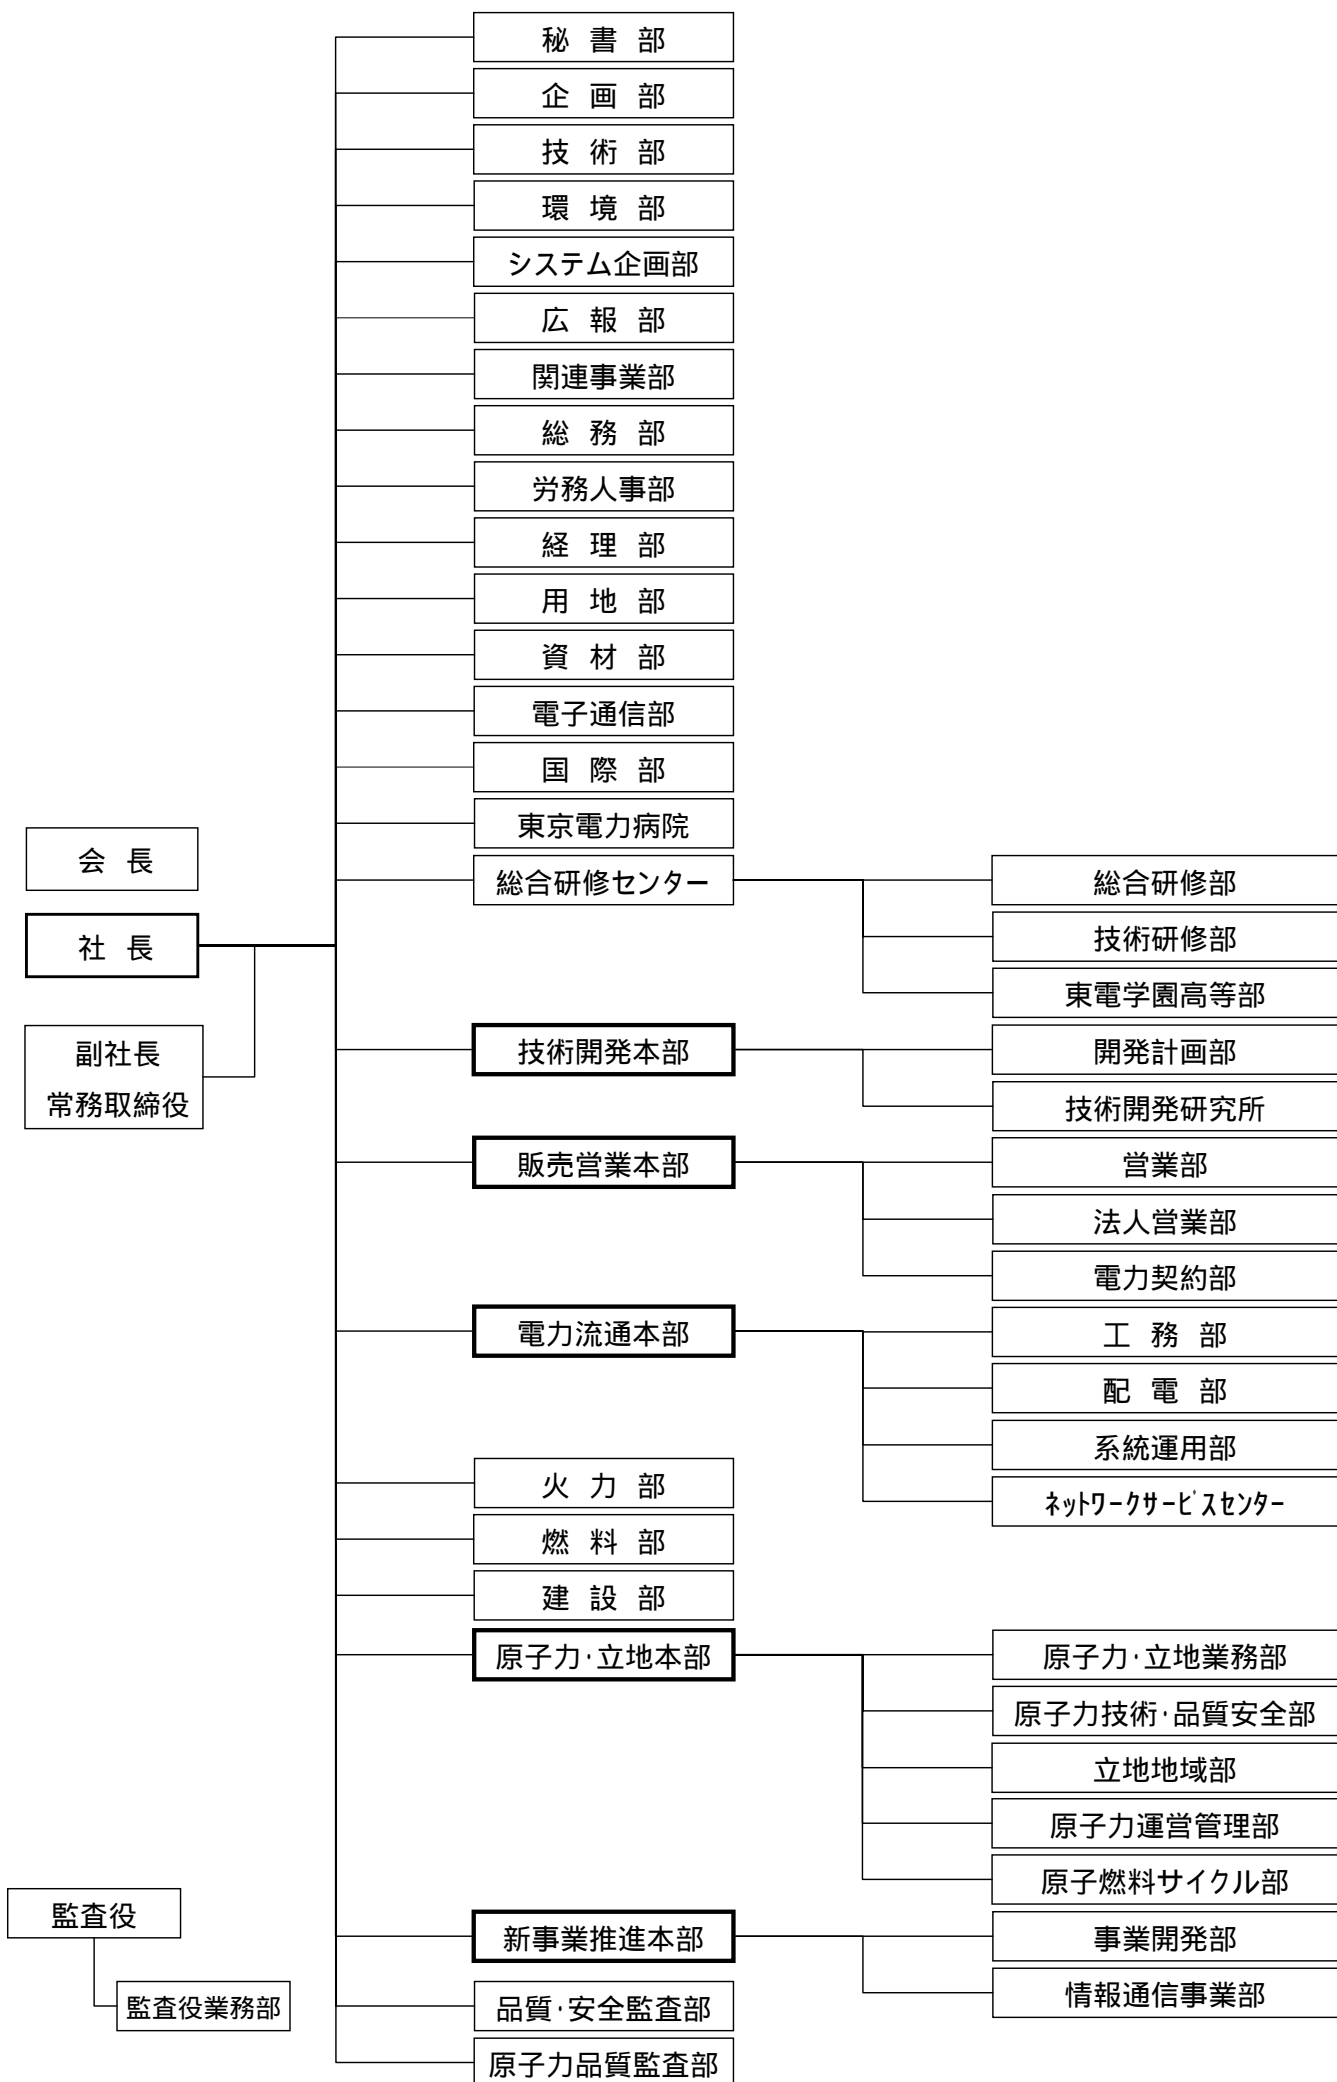 秘 書 部
企 画 部
技 術 部
環 境 部
システム企画部
広 報 部
関連事業部
総 務 部
労務人事部
経 理 部
用 地 部
資 材 部
電子通信部
国 際 部
東京電力病院
総合研修センター
総合研修部
技術研修部
東電学園高等部
会 長
社 長
副社長
常務取締役
技術開発本部
開発計画部
技術開発研究所
販売営業本部
営業部
法人営業部
電力契約部
電力流通本部
工 務 部
配 電 部
系統運用部
ネットワークサービスセンター
火 力 部
燃 料 部
建 設 部
原子力・立地本部
原子力・立地業務部
原子力技術・品質安全部
立地地域部
原子力運営管理部
原子燃料サイクル部
新事業推進本部
事業開発部
情報通信事業部
品質・安全監査部
原子力品質監査部
監査役
監査役業務部